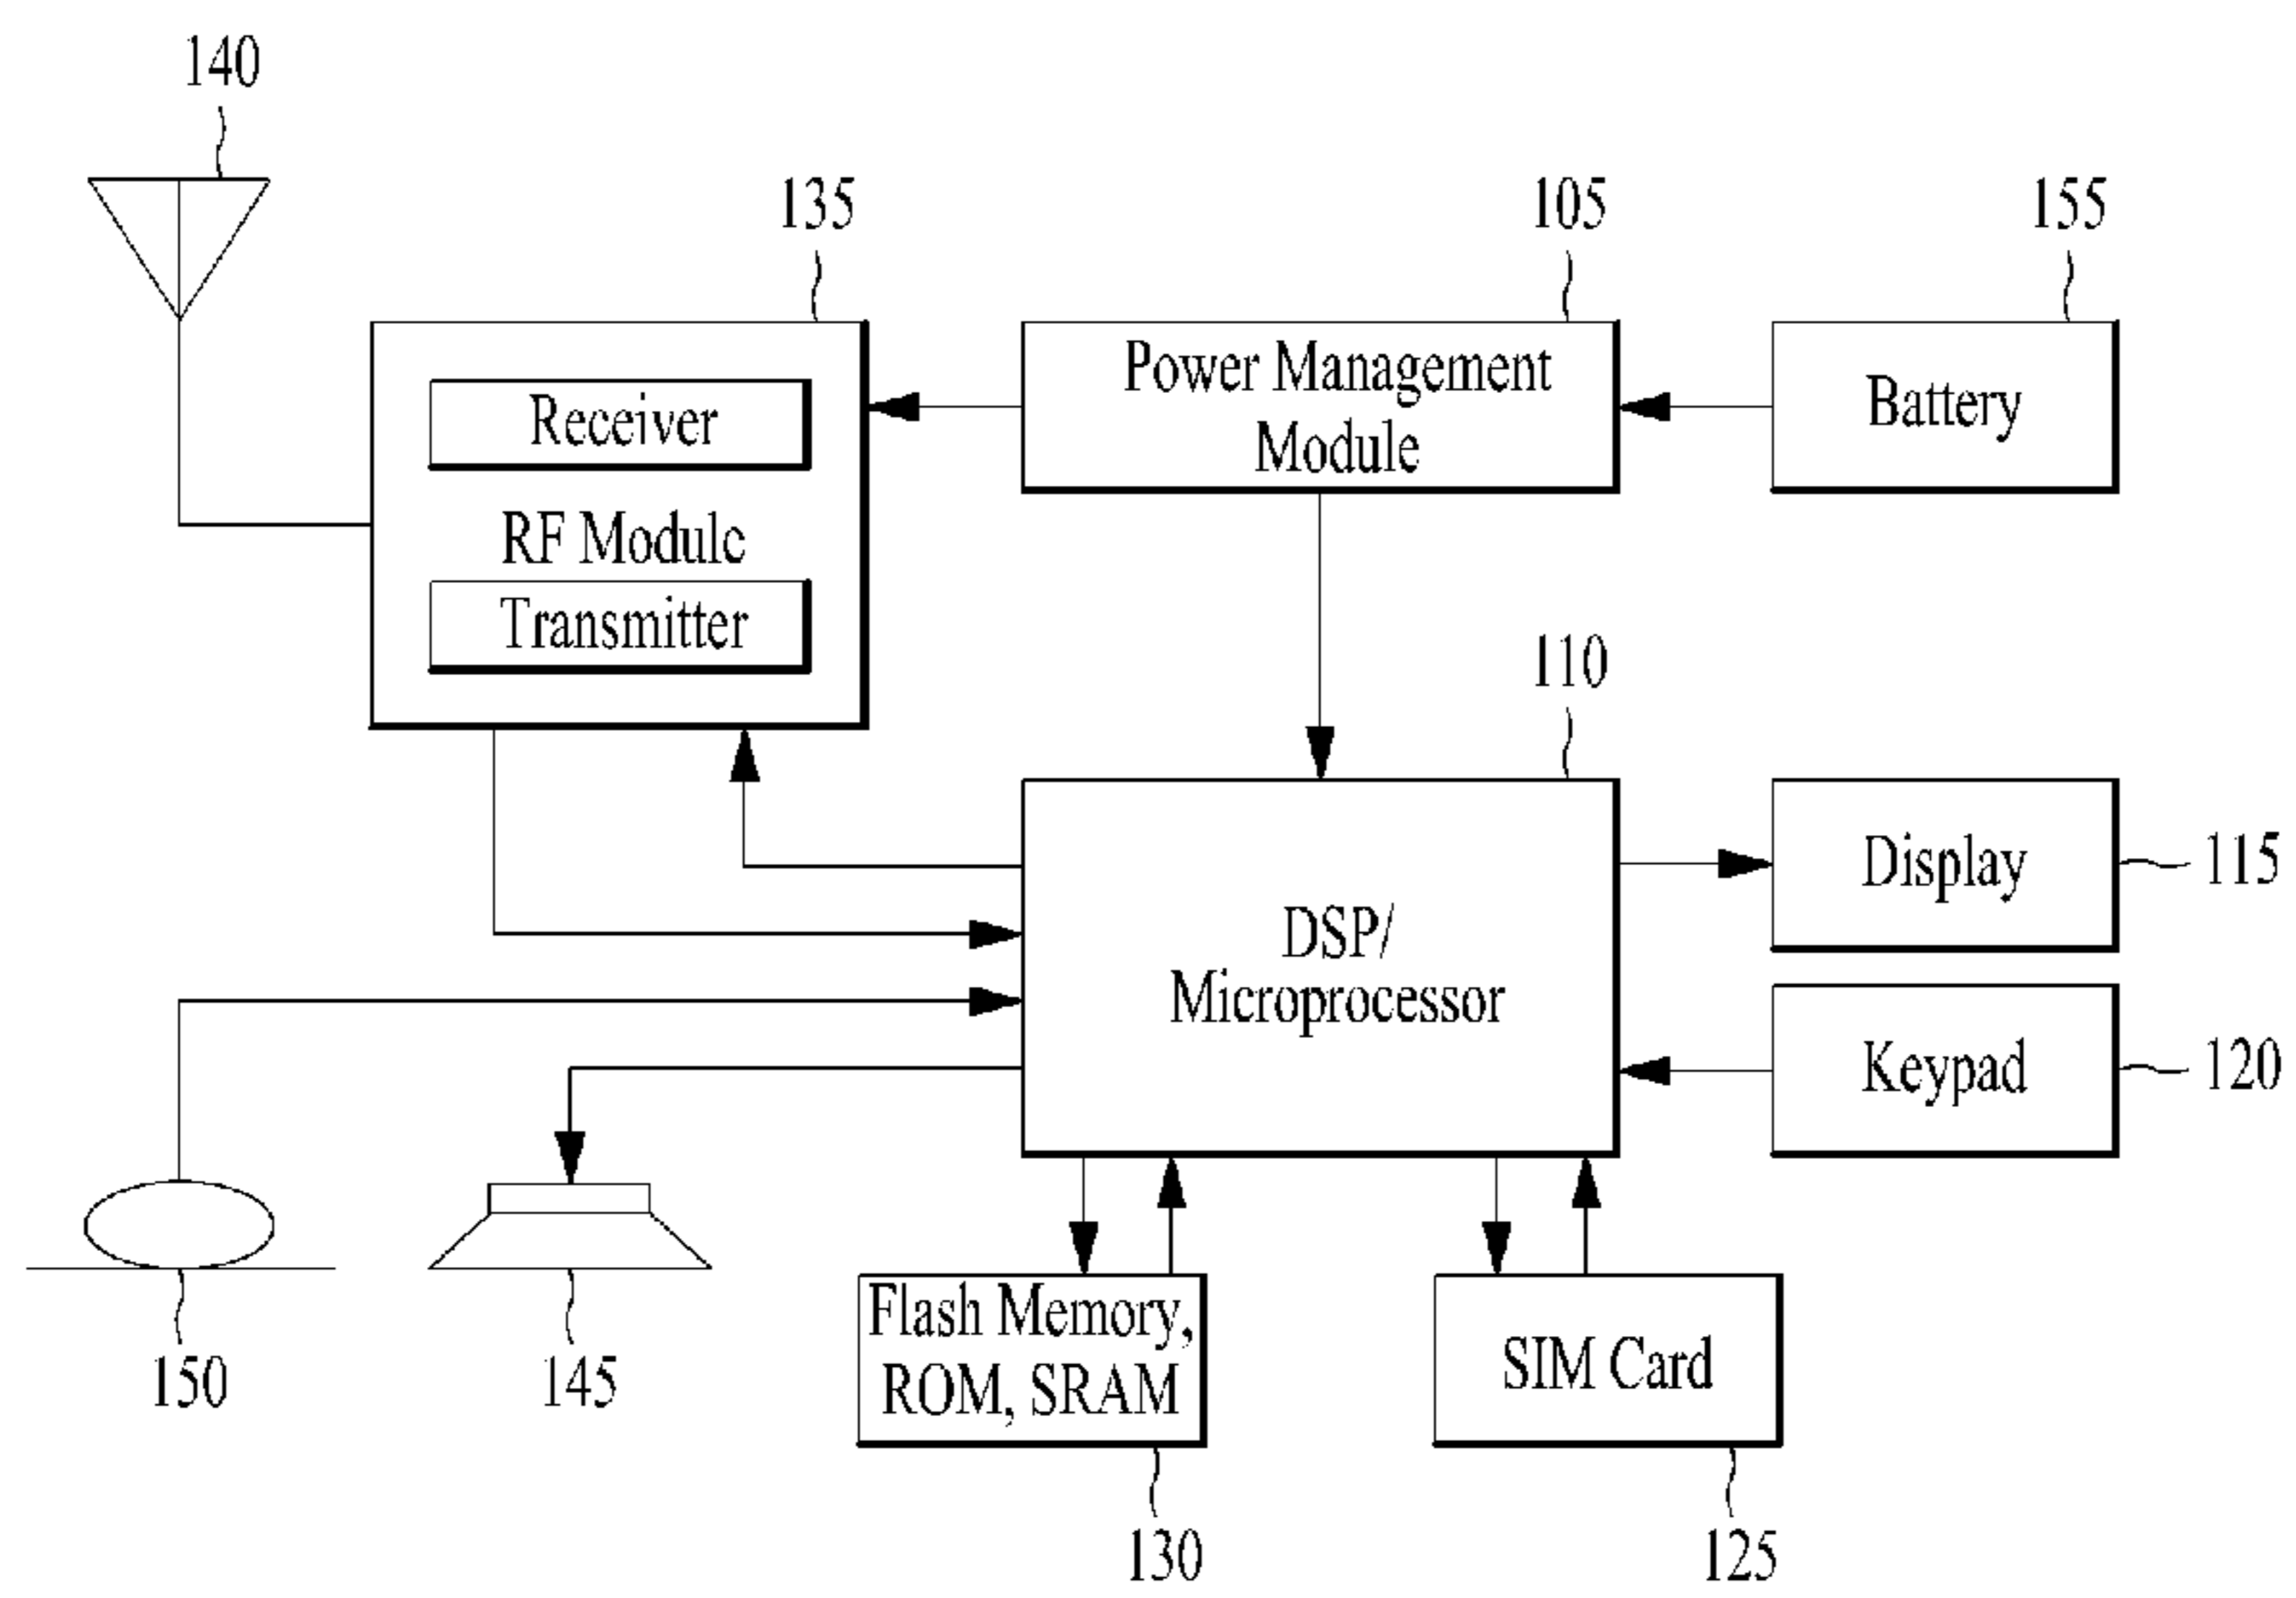 140
135
105
155
Receiver
RF Module
Transmitter
Power Management
Module
Battery
110
DSP/
Microprocessor
Display
115
Keypad
120
150
145
Flash Memory,
ROM, SRAM
SIM Card
130
125